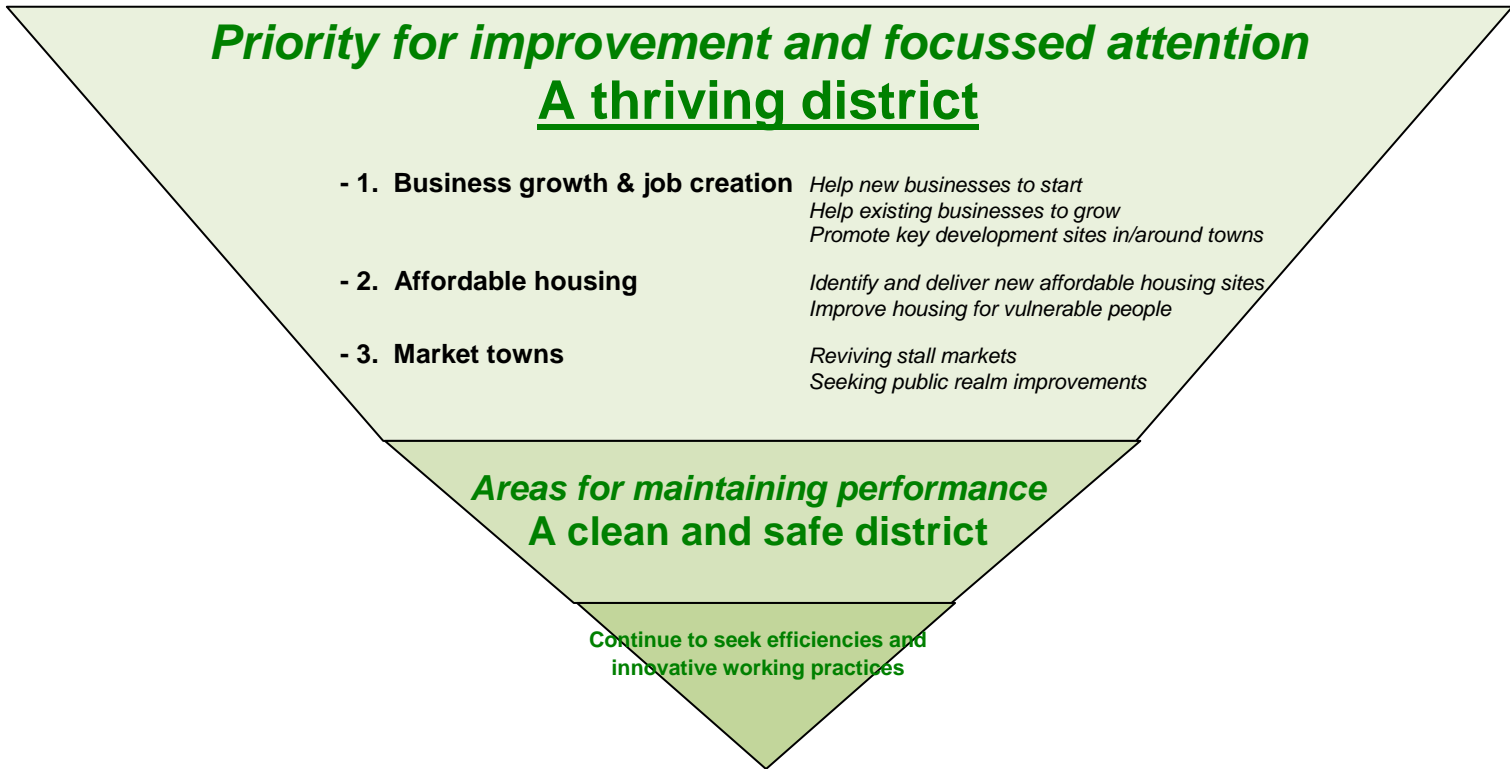 Priority for improvement and focussed attention
A thriving district
- 1. Business growth & job creation Help new businesses to start
Help existing businesses to grow
Promote key development sites in/around towns
- 2. Affordable housing Identify and deliver new affordable housing sites
Improve housing for vulnerable people
- 3. Market towns Reviving stall markets
Seeking public realm improvements
Areas for maintaining performance
A clean and safe district
Continue to seek efficiencies and
innovative working practices